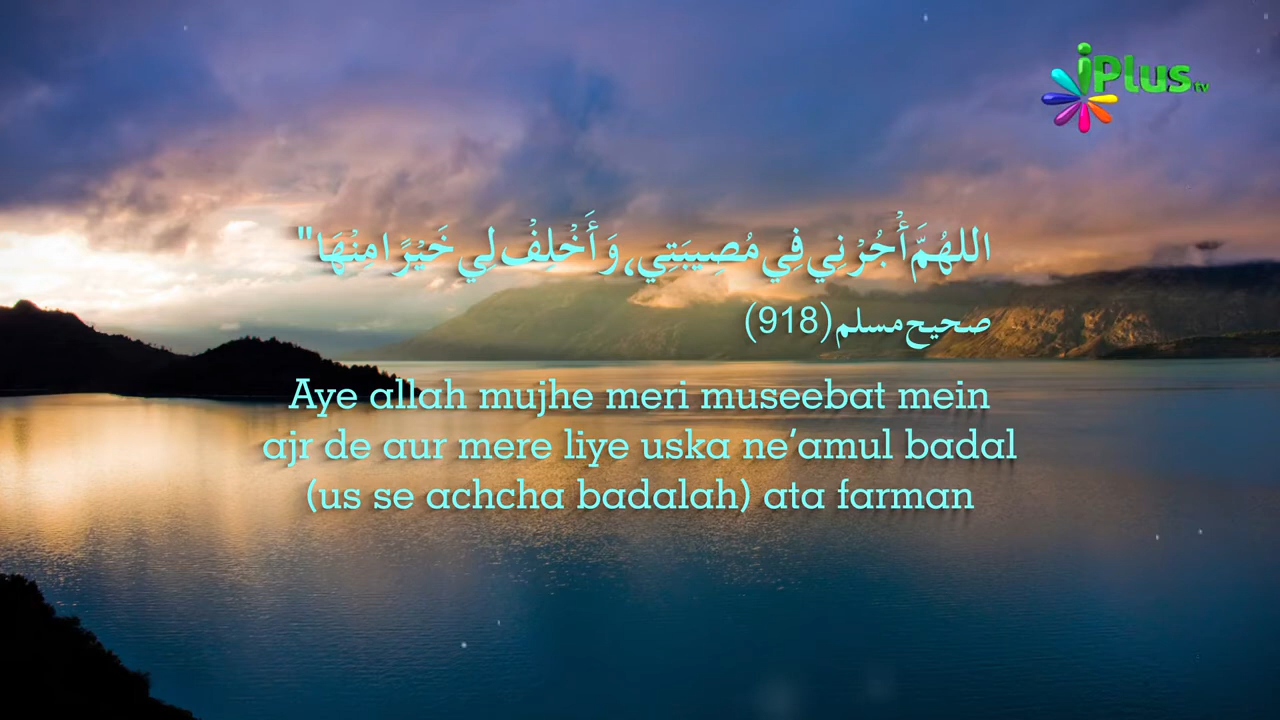 iPlus tv
اللهُمَّ أْجُرْنِي فِي مُصِيبَتِي، وَأَخْلِفْ لِي خَيْرًا مِنْهَا"
صحيح مسلم (918)
Aye allah mujhe meri museebat mein
ajr de aur mere liye uska ne’amul badal
(us se achcha badalah) ata farman